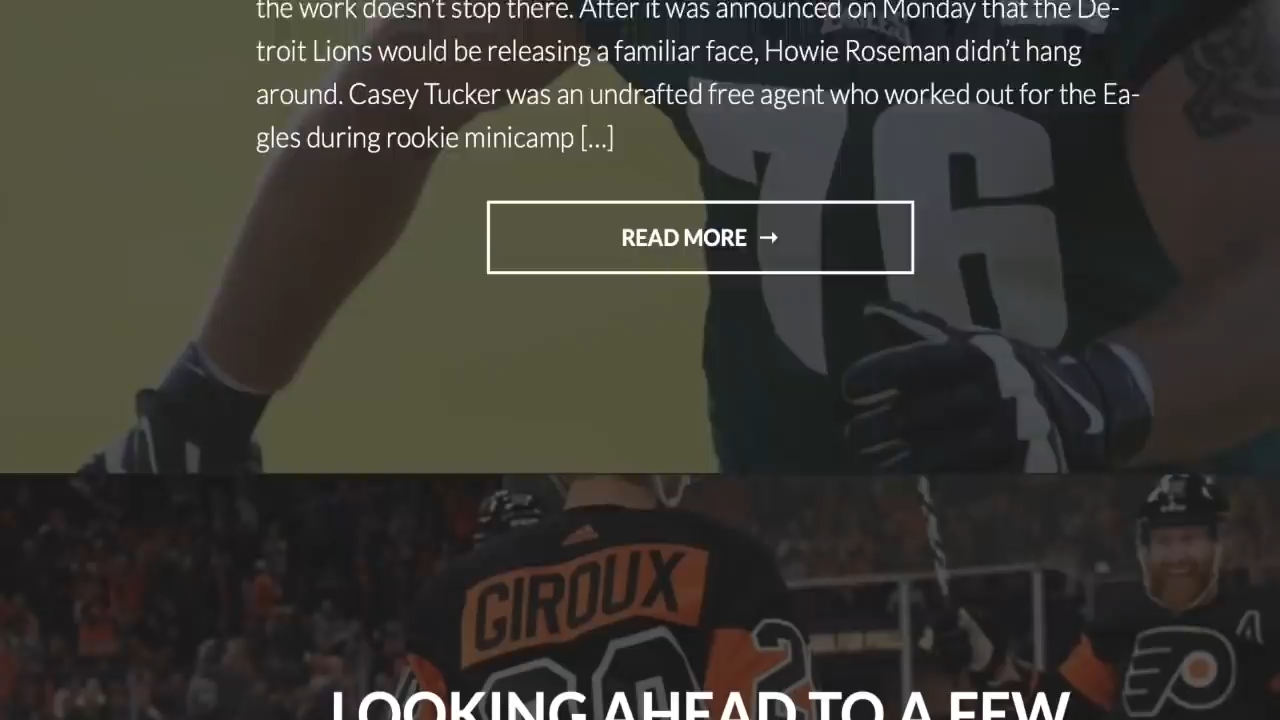 the work doesn't stop there. After it was announced on Monday that the De-
troit Lions would be releasing a familiar face, Howie Roseman didn't hang
around. Casey Tucker was an undrafted free agent who worked out for the Ea-
gles during rookie minicamp [...]
76
READ MORE →
GIROUX
28
A
LOOKING AHEAD TO A FEW